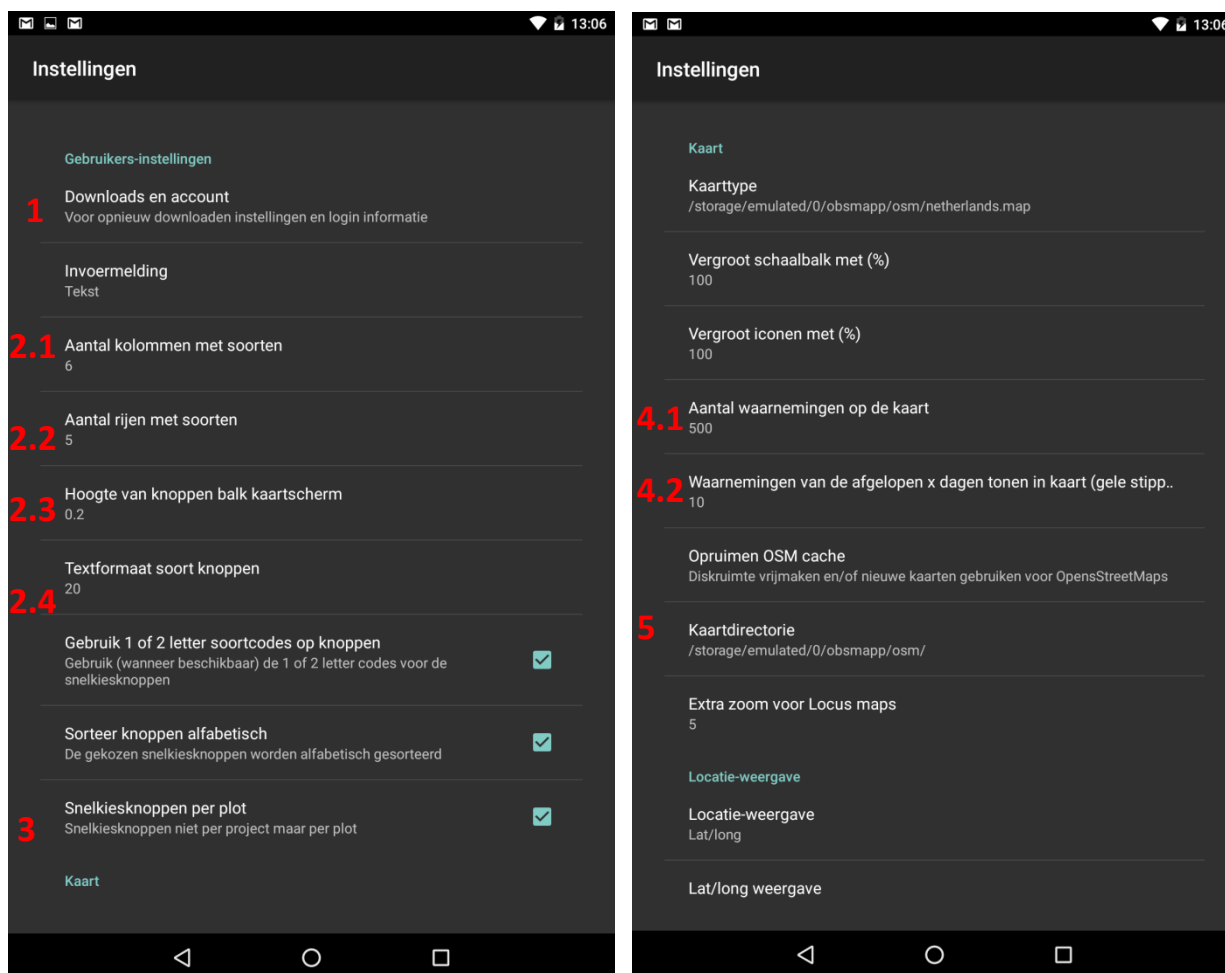 13:06
Instellingen
Gebruikers-instellingen
1
Downloads en account
Voor opnieuw downloaden instellingen en login informatie
Invoermelding
Tekst
2.1
Aantal kolommen met soorten
6
2.2
Aantal rijen met soorten
5
2.3
Hoogte van knoppen balk kaartscherm
0.2
2.4
Textformaat soort knoppen
20
Gebruik 1 of 2 letter soortcodes op knoppen
Gebruik (wanneer beschikbaar) de 1 of 2 letter codes voor de
snelkiesknoppen
Sorteer knoppen alfabetisch
De gekozen snelkiesknoppen worden alfabetisch gesorteerd
3
Snelkiesknoppen per plot
Snelkiesknoppen niet per project maar per plot
Kaart
13:06
Instellingen
Kaart
Kaarttype
/storage/emulated/0/obsmapp/osm/netherlands.map
Vergroot schaalbalk met (%)
100
Vergroot iconen met (%)
100
4.1
Aantal waarnemingen op de kaart
500
4.2
Waarnemingen van de afgelopen x dagen tonen in kaart (gele stipp..
10
Opruimen OSM cache
Diskruimte vrijmaken en/of nieuwe kaarten gebruiken voor OpensStreetMaps
5
Kaartdirectorie
/storage/emulated/0/obsmapp/osm/
Extra zoom voor Locus maps
5
Locatie-weergave
Locatie-weergave
Lat/long
Lat/long weergave